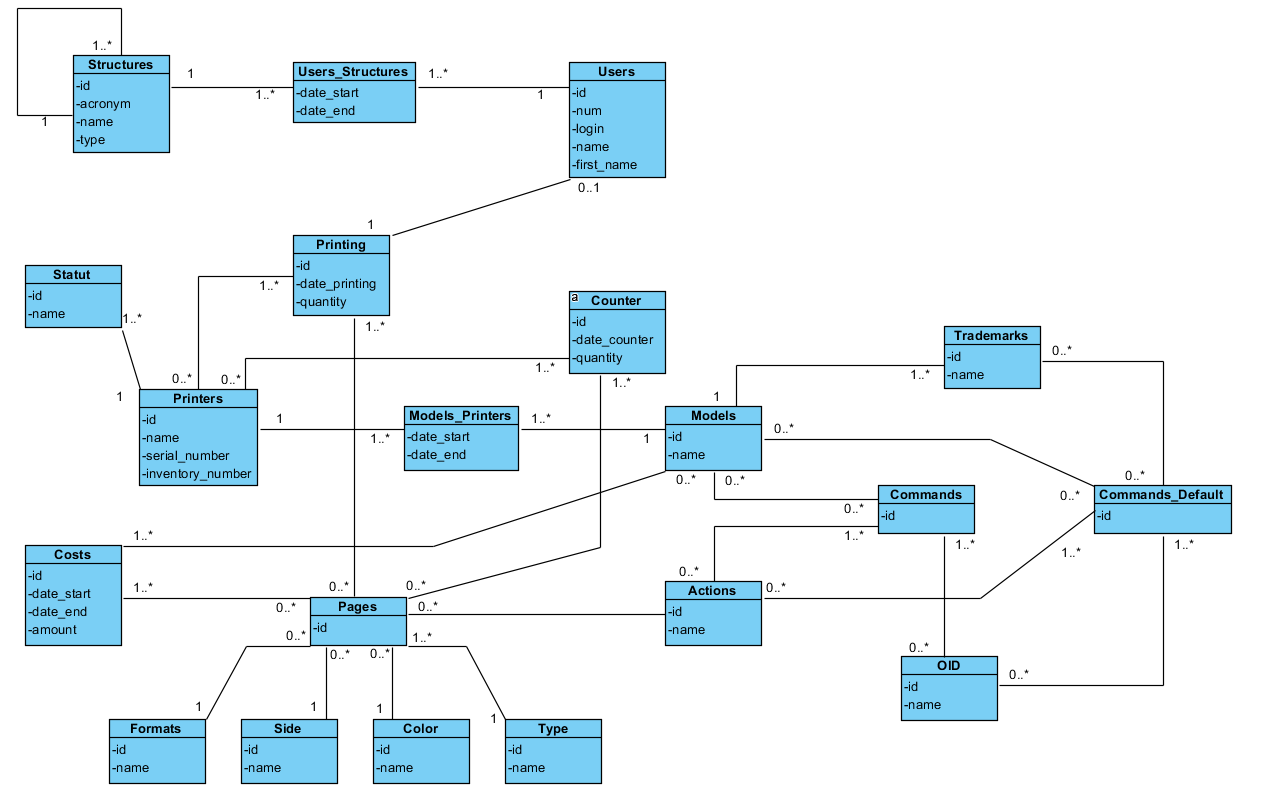 1..*
Structures
-id
-acronym
-name
-type
1
1
1..*
Users_Structures
-date_start
-date_end
1..*
1
Users
-id
-num
-login
-name
-first_name
0..1
1
Printing
-id
-date_printing
-quantity
1..*
1..*
Statut
-id
-name
1..*
1
a
Counter
-id
-date_counter
-quantity
1..*
1..*
0..*
0..*
Printers
-id
-name
-serial_number
-inventory_number
1
1..*
Models_Printers
-date_start
-date_end
1..*
1
1
Models
-id
-name
0..*
0..*
0..*
Trademarks
-id
-name
1..*
0..*
0..*
0..*
Commands_Default
-id
1..*
1..*
Commands
-id
0..*
1..*
1..*
Costs
-id
-date_start
-date_end
-amount
1..*
1..*
0..*
0..*
0..*
Pages
-id
0..*
0..*
0..*
0..*
1..*
Actions
-id
-name
0..*
0..*
OID
-id
-name
0..*
0..*
1
Formats
-id
-name
1
Side
-id
-name
1
Color
-id
-name
1
Type
-id
-name